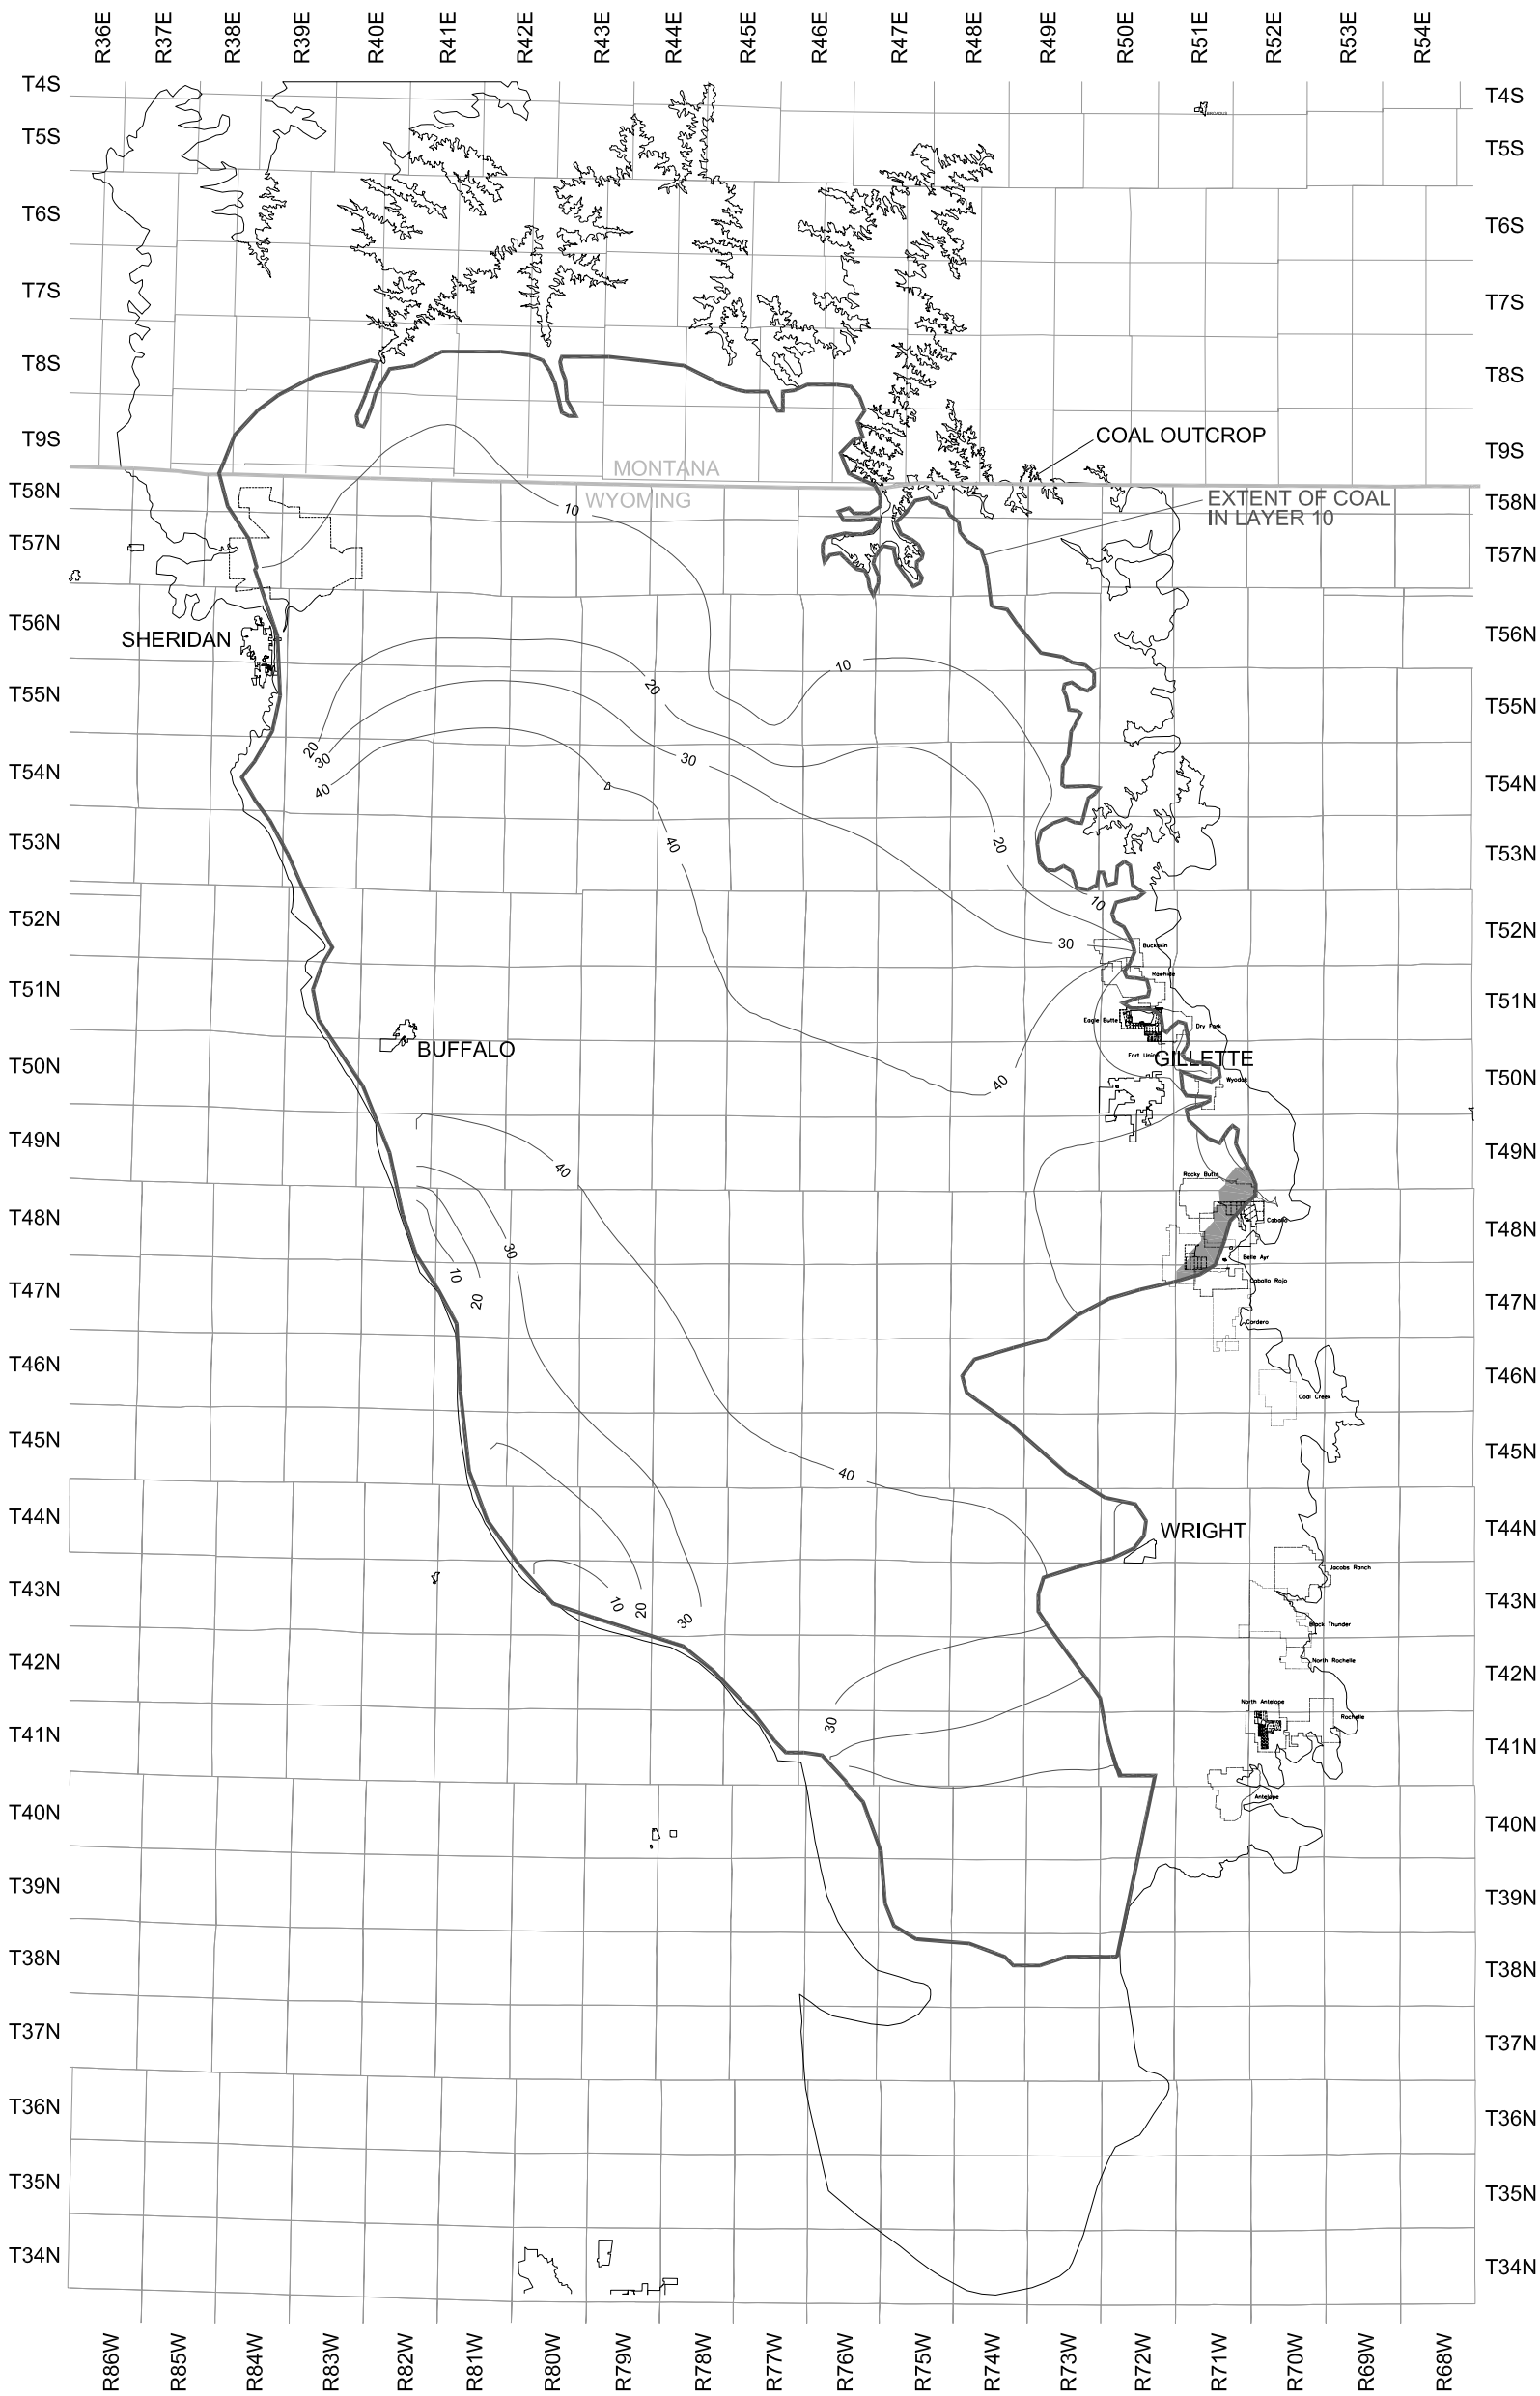 R36E R37E R38E R39E R40E R41E R42E R43E R44E R45E R46E R47E R48E R49E R50E R51E R52E R53E R54E
T4S T4S
T5S T5S
T6S T6S
T7S T7S
T8S T8S
T9S T9S
COAL OUTCROP
MONTANA
WYOMING
T58N T58N
EXTENT OF COAL
IN LAYER 10
10
T57N T57N
T56N T56N
SHERIDAN
10
20
T55N T55N
20
30
30
T54N T54N
40
T53N T53N
40
20
10
T52N T52N
30
Buckskin
Rawhide
T51N T51N
Eagle Butte
Dry Fork
BUFFALO
Fort Union
GILLETTE
T50N T50N
40
Wyodak
T49N T49N
40
Rocky Butte
T48N T48N
Caballo
30
Belle Ayr
10
Caballo Rojo
T47N T47N
20
Cordero
T46N T46N
Coal Creek
T45N T45N
40
T44N T44N
WRIGHT
Jacobs Ranch
T43N T43N
10
20
30
Black Thunder
T42N T42N
North Rochelle
North Antelope
Rochelle
30
T41N T41N
Antelope
T40N T40N
T39N T39N
T38N T38N
T37N T37N
T36N T36N
T35N T35N
T34N T34N
R86W R85W R84W R83W R82W R81W R80W R79W R78W R77W R76W R75W R74W R73W R72W R71W R70W R69W R68W